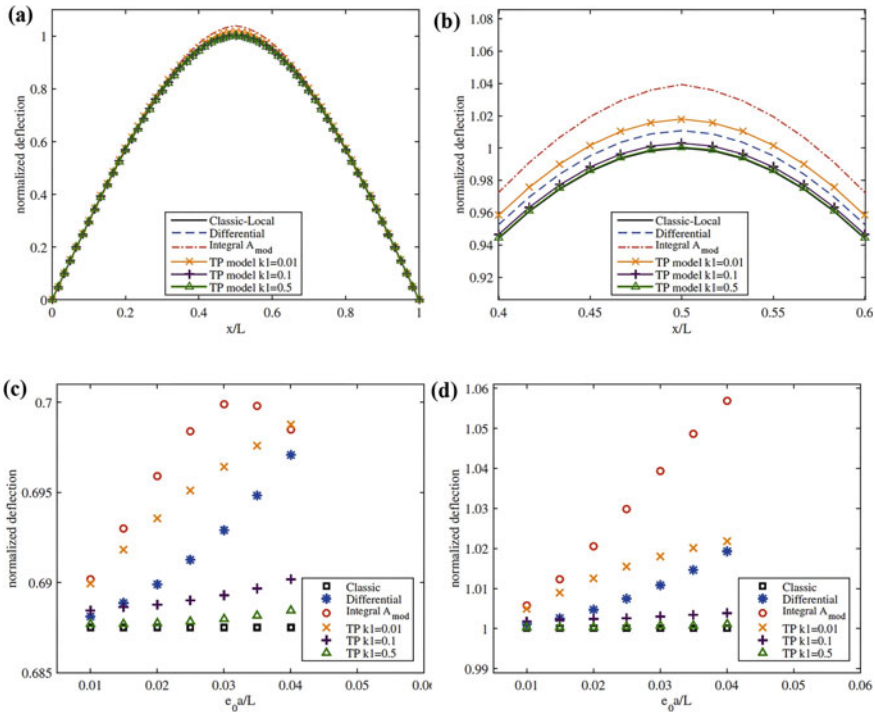 (a)
normalized deflection
1
0.8
0.6
0.4
0.2
0
Classic-Local
Differential
Integral A_mod
TP model k1=0.01
TP model k1=0.1
TP model k1=0.5
0 0.2 0.4 0.6 0.8 1
x/L
(b)
normalized deflection
1.08
1.06
1.04
1.02
1
0.98
0.96
0.94
0.92
Classic-Local
Differential
Integral A_mod
TP model k1=0.01
TP model k1=0.1
TP model k1=0.5
0.4 0.45 0.5 0.55 0.6
x/L
(c)
normalized deflection
0.7
0.695
0.69
0.685
Classic
Differential
Integral A_mod
TP k1=0.01
TP k1=0.1
TP k1=0.5
0.01 0.02 0.03 0.04 0.05 0.0
e_0a/L
(d)
normalized deflection
1.06
1.05
1.04
1.03
1.02
1.01
1
0.99
Classic
Differential
Integral A_mod
TP k1=0.01
TP k1=0.1
TP k1=0.5
0.01 0.02 0.03 0.04 0.05 0.06
e_0a/L